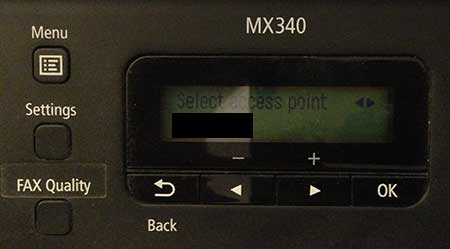 MX340
Menu
Select access point
Settings
− +
FAX Quality
OK
Back